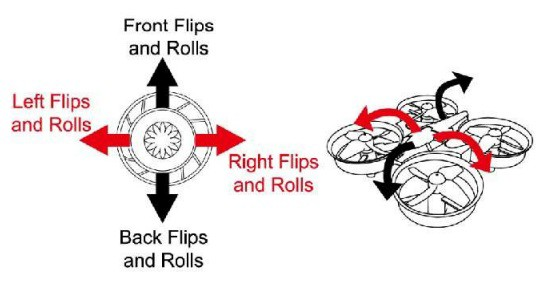 Front Flips
and Rolls
Left Flips
and Rolls
Right Flips
and Rolls
Back Flips
and Rolls